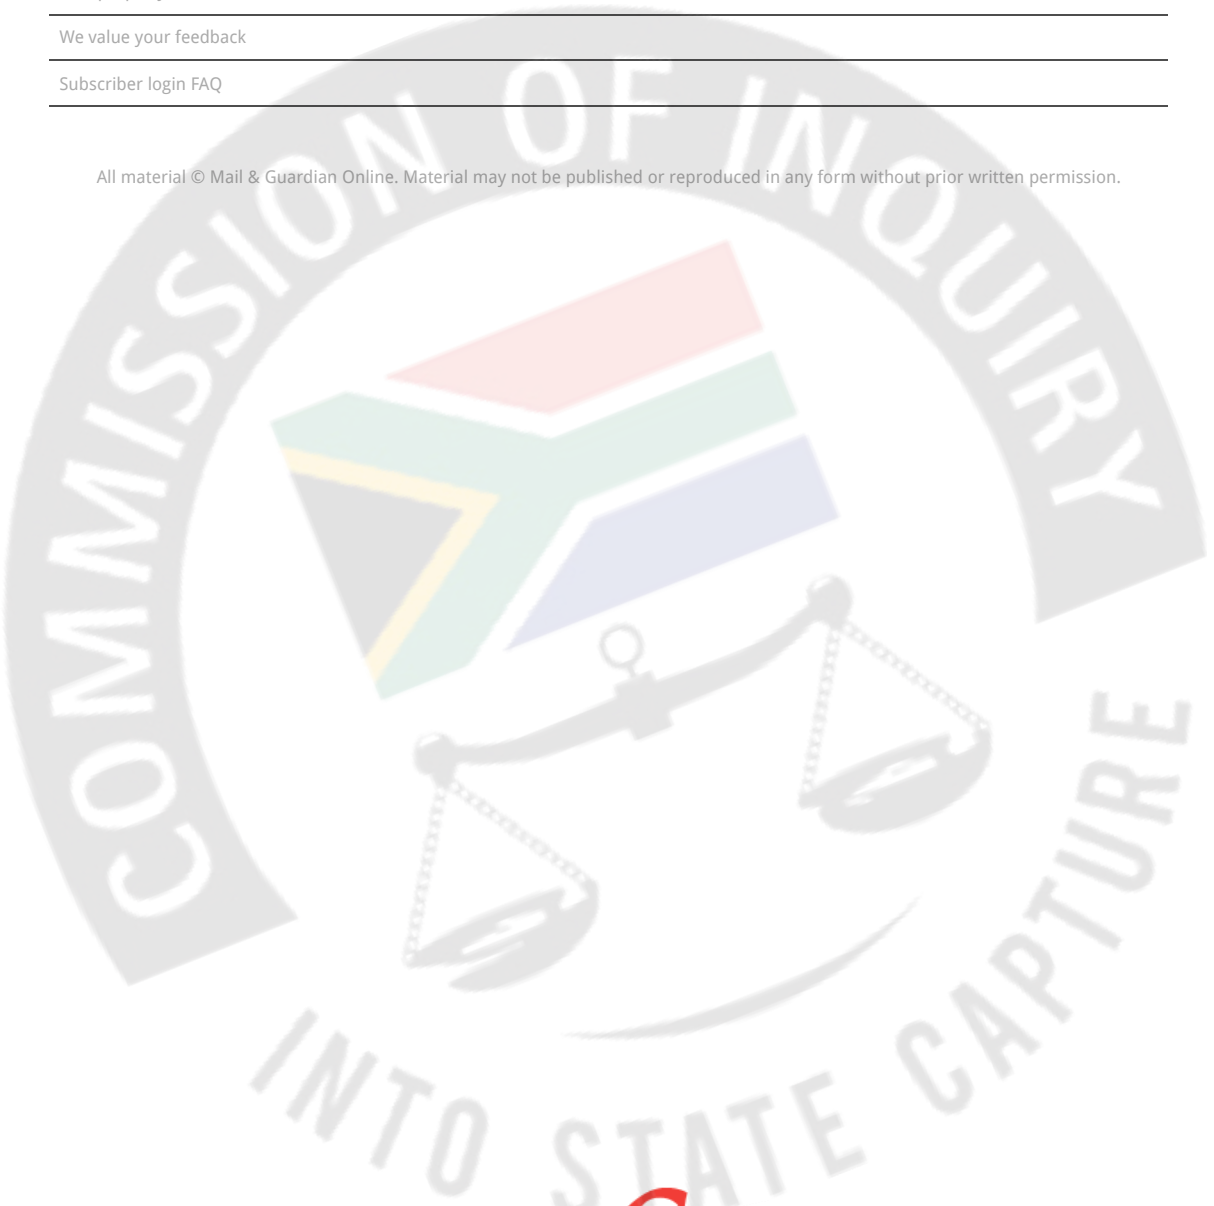 We value your feedback
Subscriber login FAQ
All material © Mail & Guardian Online. Material may not be published or reproduced in any form without prior written permission.
COMMISSION OF INQUIRY
INTO STATE CAPTURE